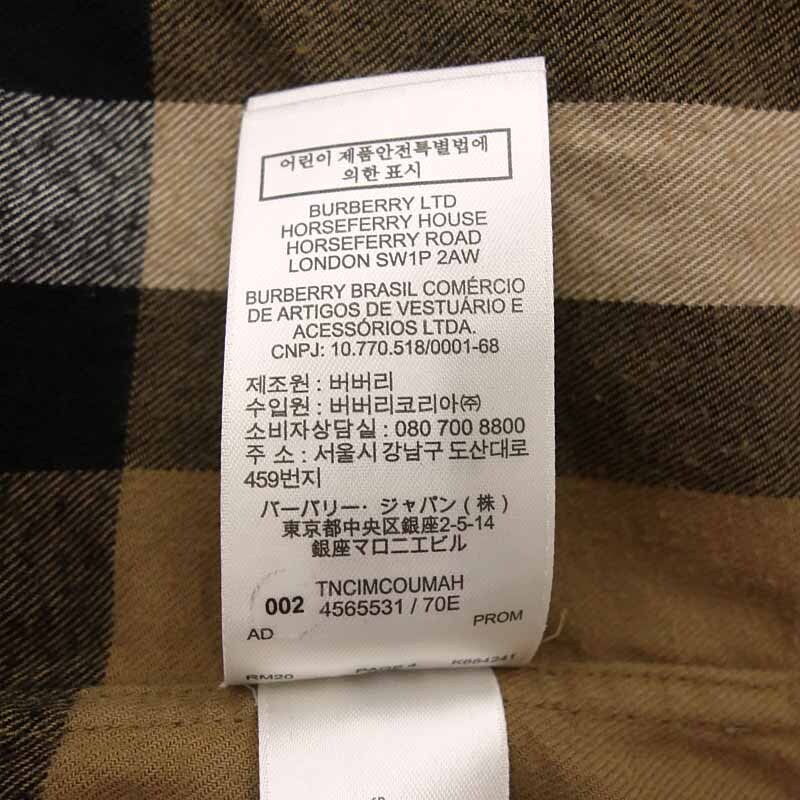 어린이 제품안전특별법에
의한 표시
BURBERRY LTD
HORSEFERRY HOUSE
HORSEFERRY ROAD
LONDON SW1P 2AW
BURBERRY BRASIL COMÉRCIO
DE ARTIGOS DE VESTUÁRIO E
ACESSÓRIOS LTDA.
CNPJ: 10.770.518/0001-68
제조원 : 버버리
수입원 : 버버리코리아㈜
소비자상담실 : 080 700 8800
주 소 : 서울시 강남구 도산대로
459번지
バーバリー・ジャパン(株)
東京都中央区銀座2-5-14
銀座マロニエビル
TNCIMCOUMAH
002 4565531 / 70E
AD PROM
RM20 PAGE 4 K664241